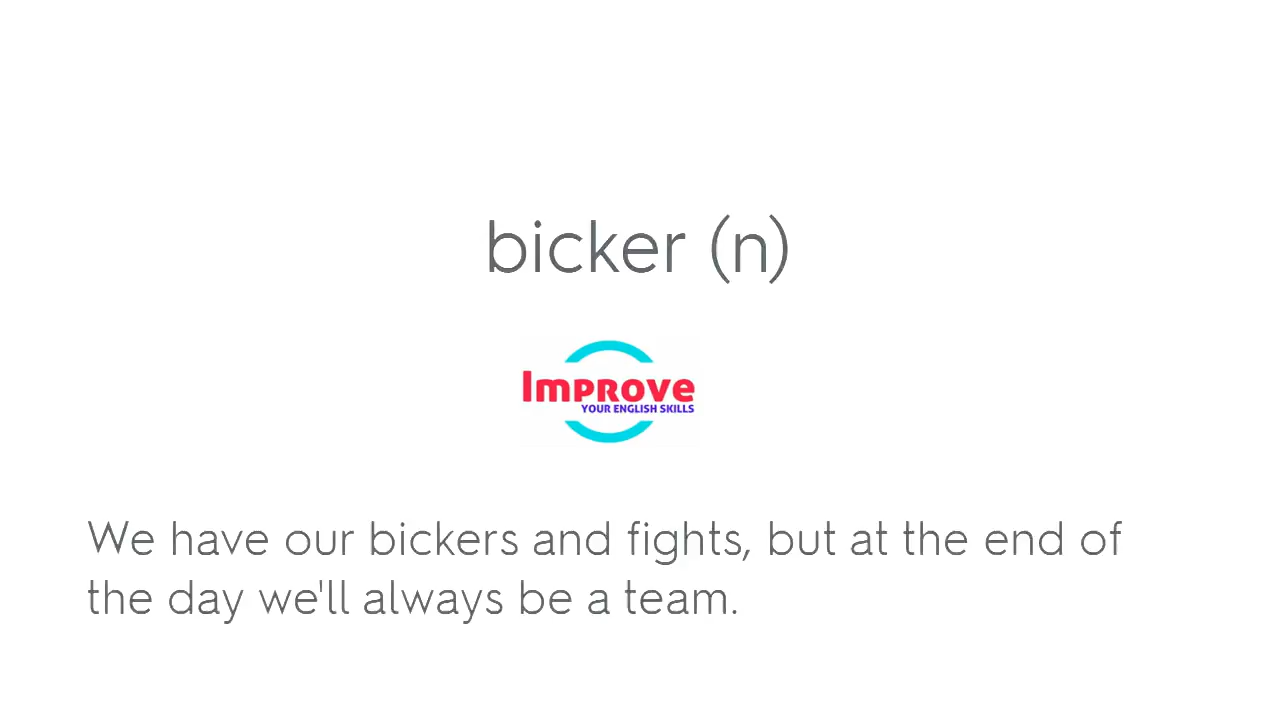 bicker (n)
Improve
YOUR ENGLISH SKILLS
We have our bickers and fights, but at the end of
the day we'll always be a team.